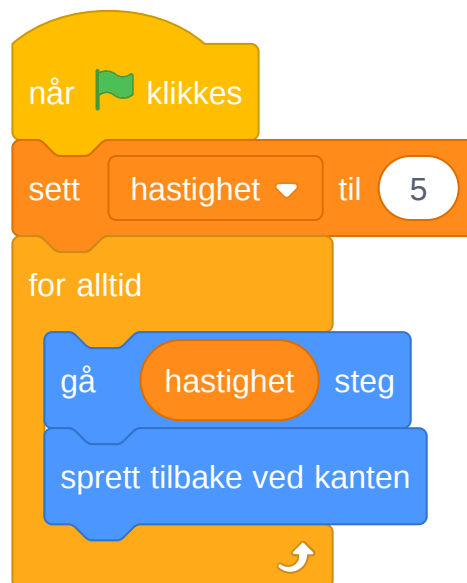 når klikkes
sett hastighet til 5
for alltid
gå hastighet steg
sprett tilbake ved kanten